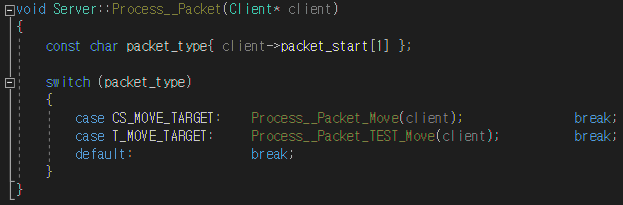 void Server::Process__Packet(Client* client)
{
const char packet_type{ client->packet_start[1] };
switch (packet_type)
{
case CS_MOVE_TARGET: Process__Packet_Move(client); break;
case T_MOVE_TARGET: Process__Packet_TEST_Move(client); break;
default: break;
}
}